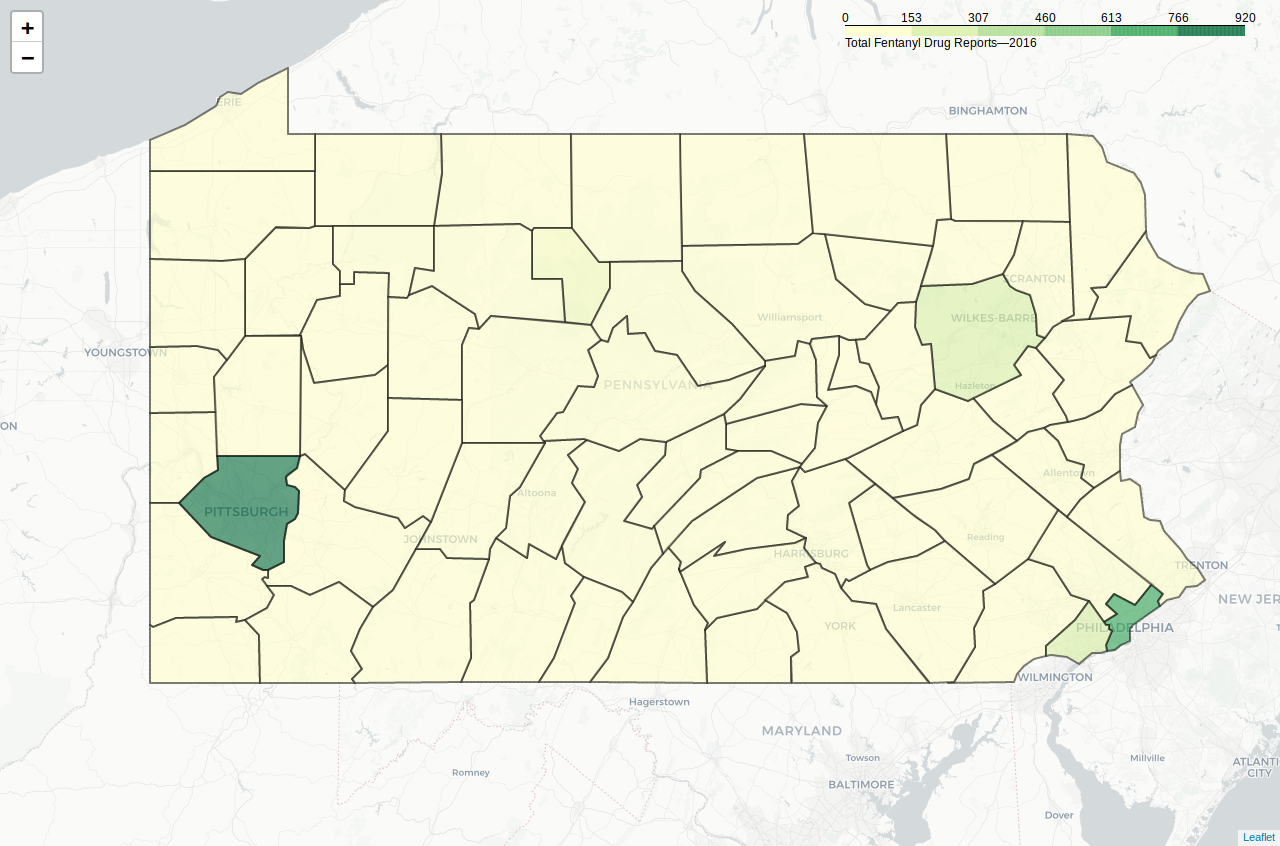 +
−
0 153 307 460 613 766 920
Total Fentanyl Drug Reports—2016
ERIE
BINGHAMTON
SCRANTON
WILKES-BARRE
Williamsport
YOUNGSTOWN
PENNSYLVANIA
Hazleton
ON
Allentown
Altoona
PITTSBURGH
JOHNSTOWN
Reading
HARRISBURG
TRENTON
NEW JER
Lancaster
YORK
PHILADELPHIA
WILMINGTON
Hagerstown
MARYLAND
Towson
Millville
ATLANTI
CITY
Romney
BALTIMORE
Dover
Leaflet